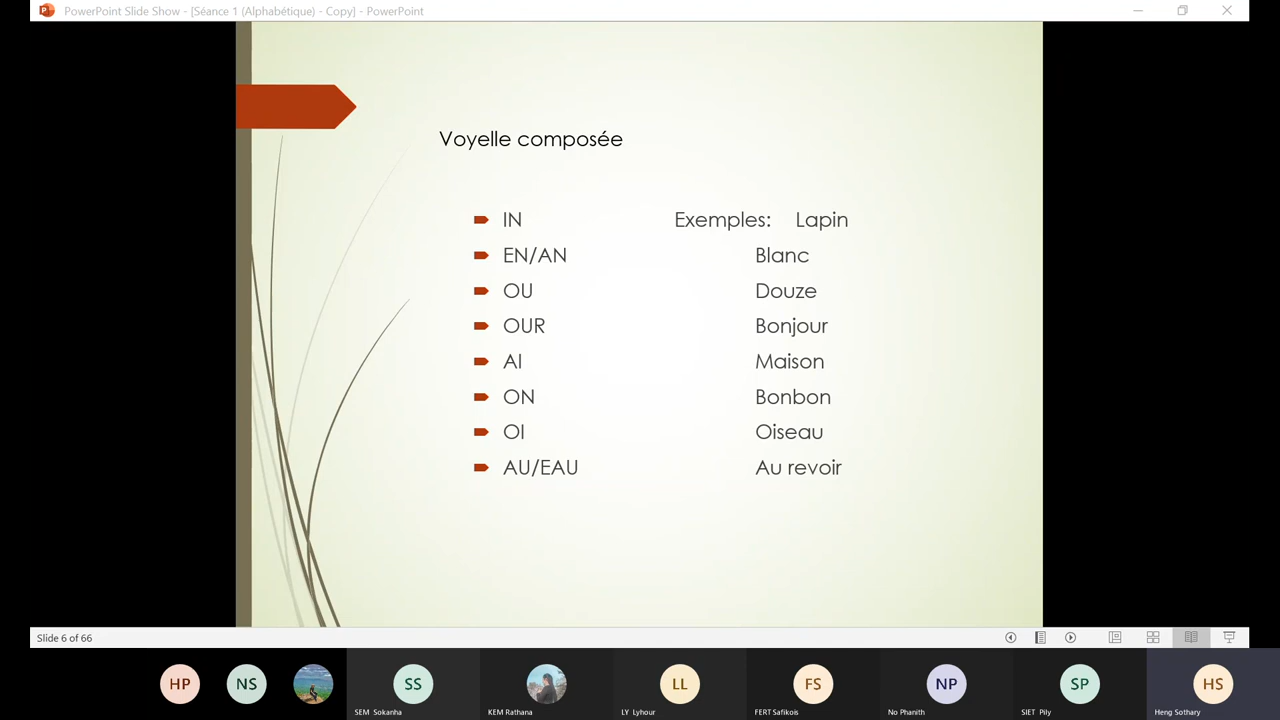 PowerPoint Slide Show - [Séance 1 (Alphabétique) - Copy] - PowerPoint
Voyelle composée
IN Exemples: Lapin
EN/AN Blanc
OU Douze
OUR Bonjour
AI Maison
ON Bonbon
OI Oiseau
AU/EAU Au revoir
Slide 6 of 66
HP NS SS LL FS NP SP HS
SEM Sokanha KEM Rathana LY Lyhour FERT Safikois No Phanith SIET Pily Heng Sothary